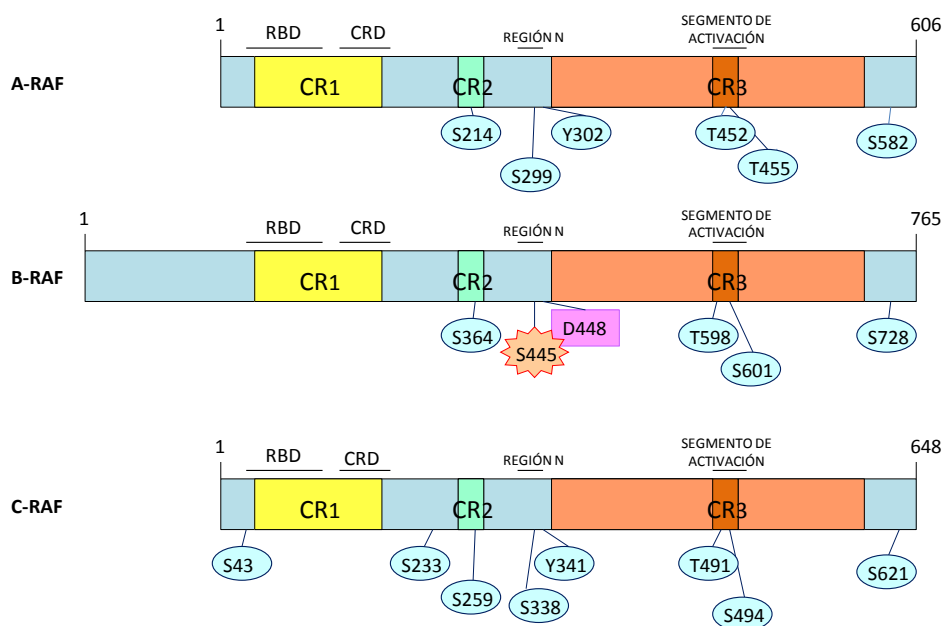 1
RBD
CRD
REGIÓN N
SEGMENTO DE
ACTIVACIÓN
606
A-RAF
CR1
CR2
CR3
S214
S299
Y302
T452
T455
S582
1
RBD
CRD
REGIÓN N
SEGMENTO DE
ACTIVACIÓN
765
B-RAF
CR1
CR2
CR3
S364
S445
D448
T598
S601
S728
1
RBD
CRD
REGIÓN N
SEGMENTO DE
ACTIVACIÓN
648
C-RAF
CR1
CR2
CR3
S43
S233
S259
S338
Y341
T491
S494
S621